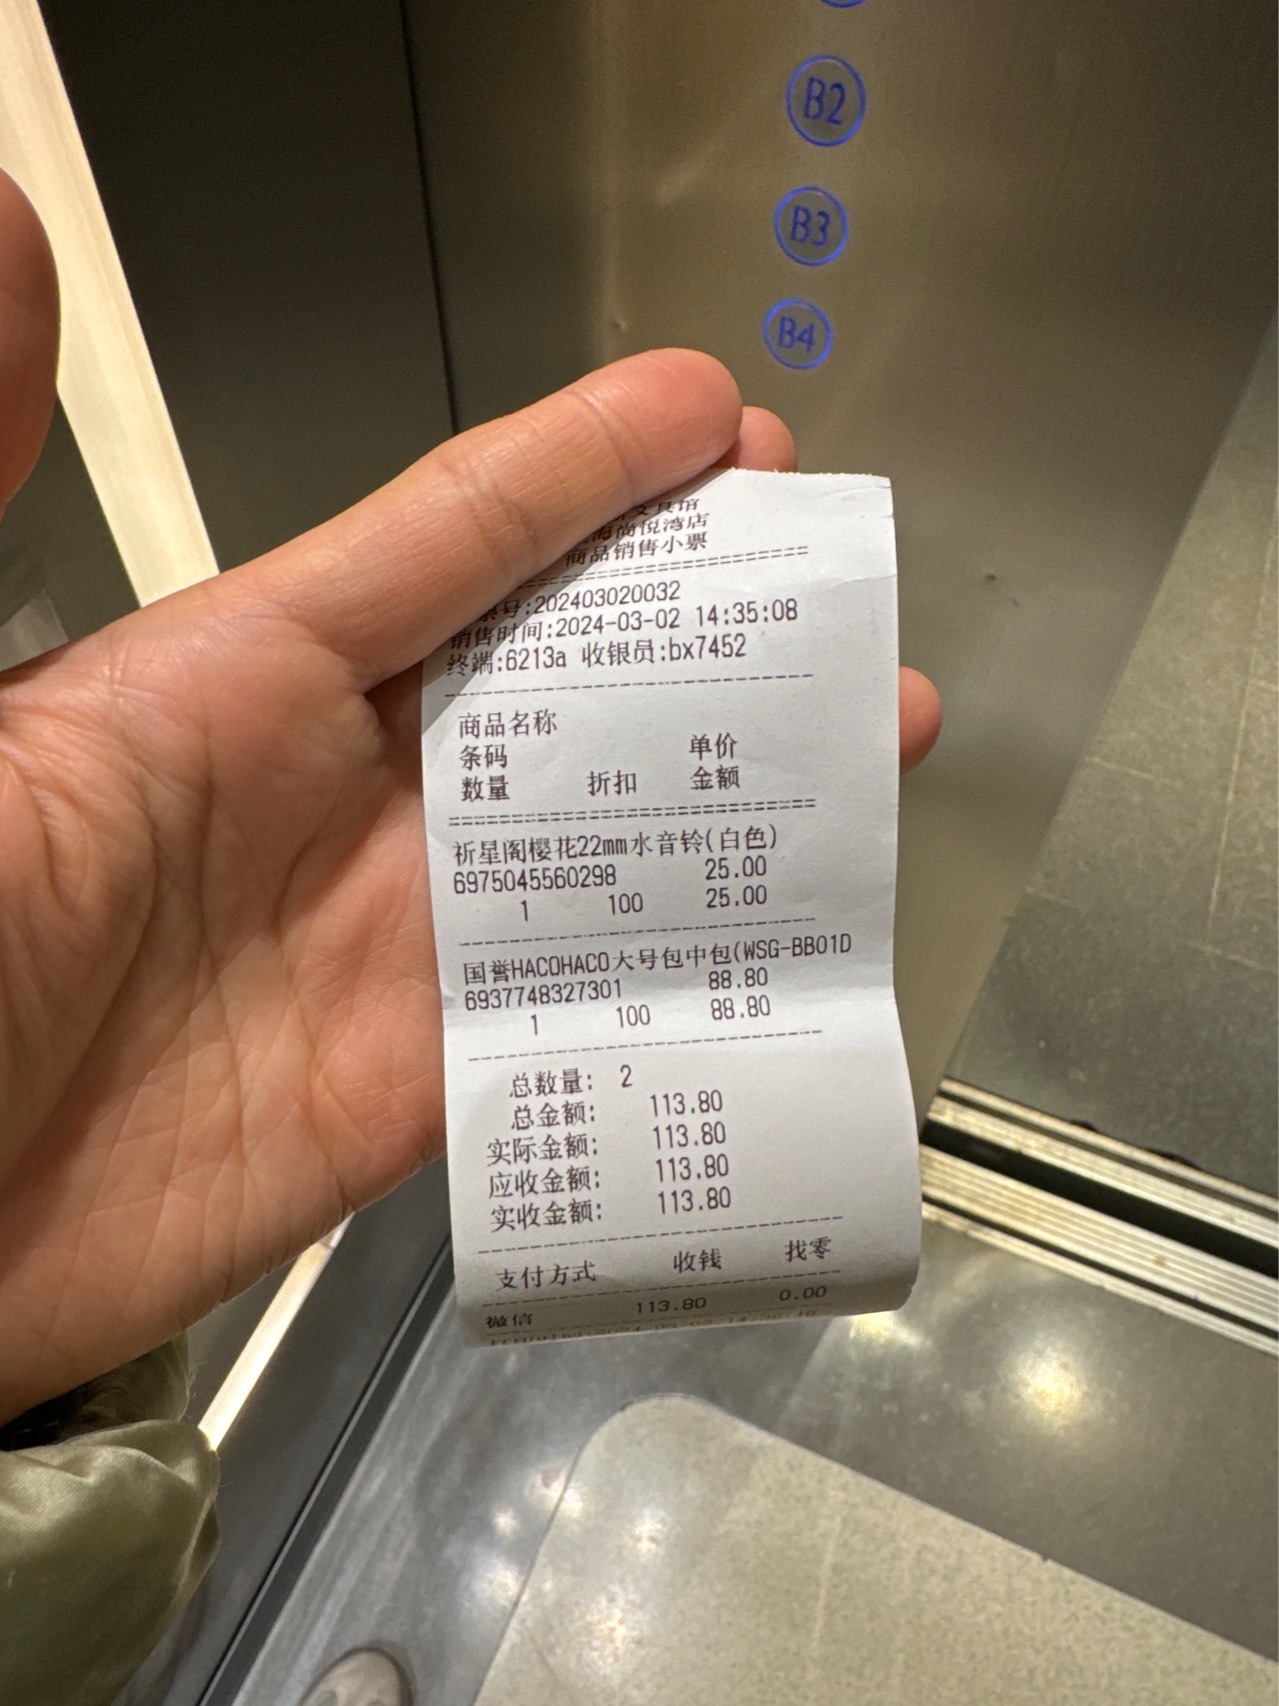 B2
B3
B4
文具馆
海尚悦湾店
商品销售小票
票号:202403020032
销售时间:2024-03-02 14:35:08
终端:6213a 收银员:bx7452
商品名称
条码 单价
数量 折扣 金额
祈星阁樱花22mm水音铃(白色)
6975045560298 25.00
1 100 25.00
国誉HACOHACO大号包中包(WSG-BB01D
6937748327301 88.80
1 100 88.80
总数量: 2
总金额: 113.80
实际金额: 113.80
应收金额: 113.80
实收金额: 113.80
支付方式 收钱 找零
微信 113.80 0.00